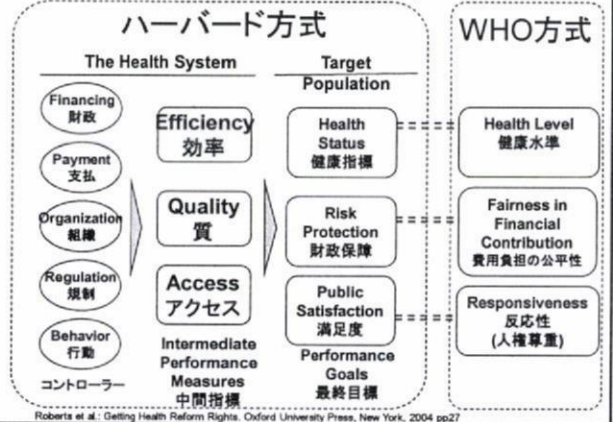 ハーバード方式
The Health System
Target
Population
Financing
財政
Payment
支払
Organization
組織
Regulation
規制
Behavior
行動
コントローラー
Efficiency
効率
Quality
質
Access
アクセス
Intermediate
Performance
Measures
中間指標
Health
Status
健康指標
Risk
Protection
財政保障
Public
Satisfaction
満足度
Performance
Goals
最終目標
WHO方式
Health Level
健康水準
Fairness in
Financial
Contribution
費用負担の公平性
Responsiveness
反応性
(人権尊重)
Roberts et al.: Getting Health Reform Rights. Oxford University Press, New York, 2004 pp27